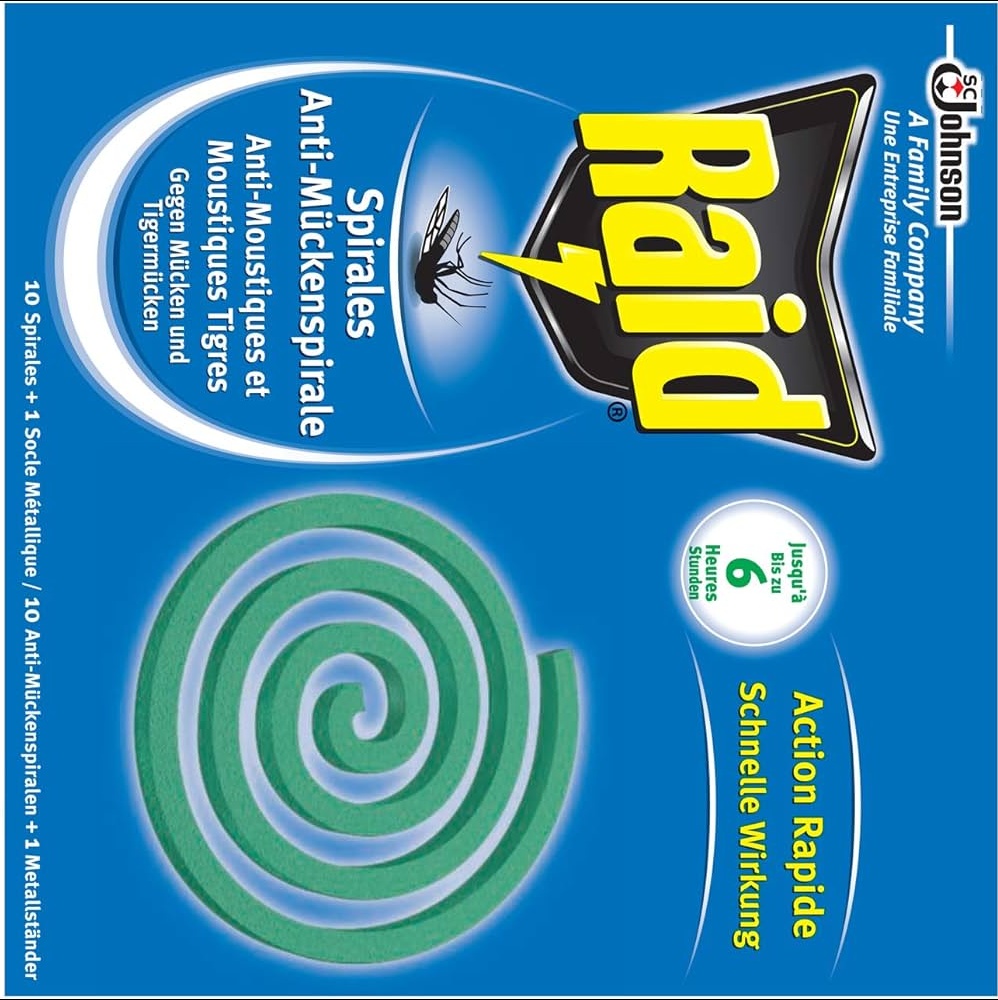 SC Johnson
A Family Company
Une Entreprise Familiale
Raid®
Spirales
Anti-Mückenspirale
Anti-Moustiques et
Moustiques Tigres
Gegen Mücken und
Tigermücken
Jusqu'à
Bis zu
6
Heures
Stunden
Action Rapide
Schnelle Wirkung
10 Spirales + 1 Socle Métallique / 10 Anti-Mückenspiralen + 1 Metallständer